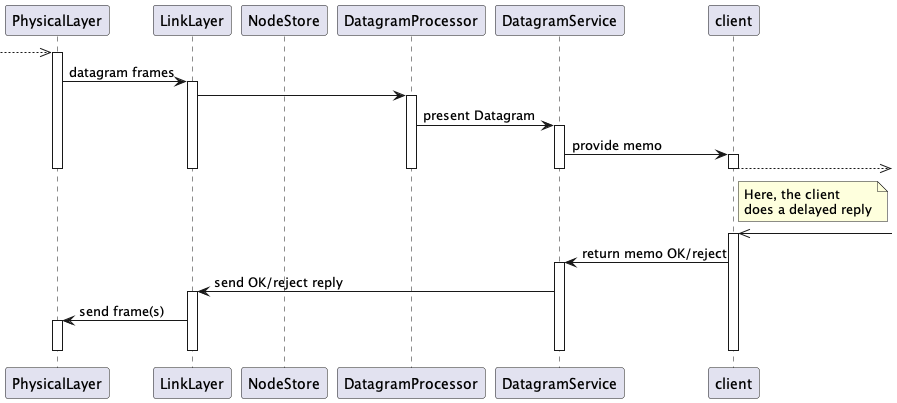 PhysicalLayer LinkLayer NodeStore DatagramProcessor DatagramService client
datagram frames
present Datagram
provide memo
Here, the client
does a delayed reply
return memo OK/reject
send OK/reject reply
send frame(s)
PhysicalLayer LinkLayer NodeStore DatagramProcessor DatagramService client